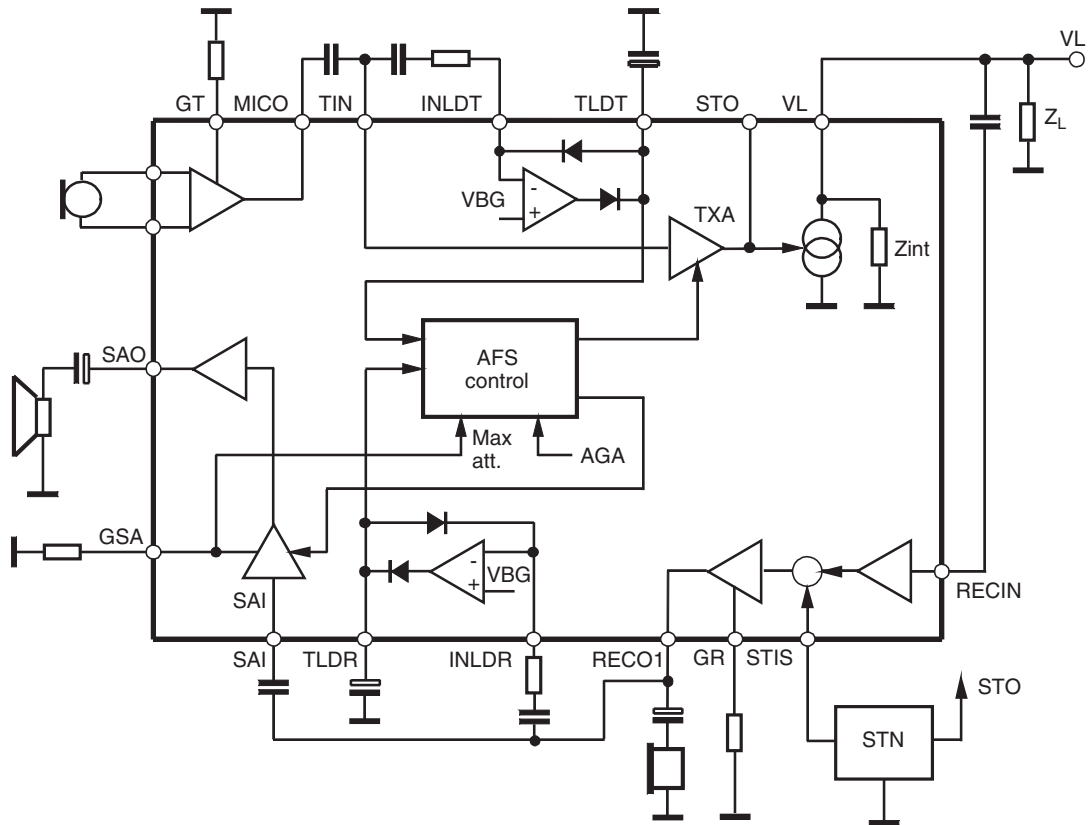 VL
GT MICO TIN INLDT TLDT STO VL
ZL
VBG
-
+
TXA
Zint
SAO
AFS
control
Max
att.
AGA
GSA
-
+
VBG
SAI
RECIN
SAI TLDR INLDR RECO1 GR STIS
STO
STN